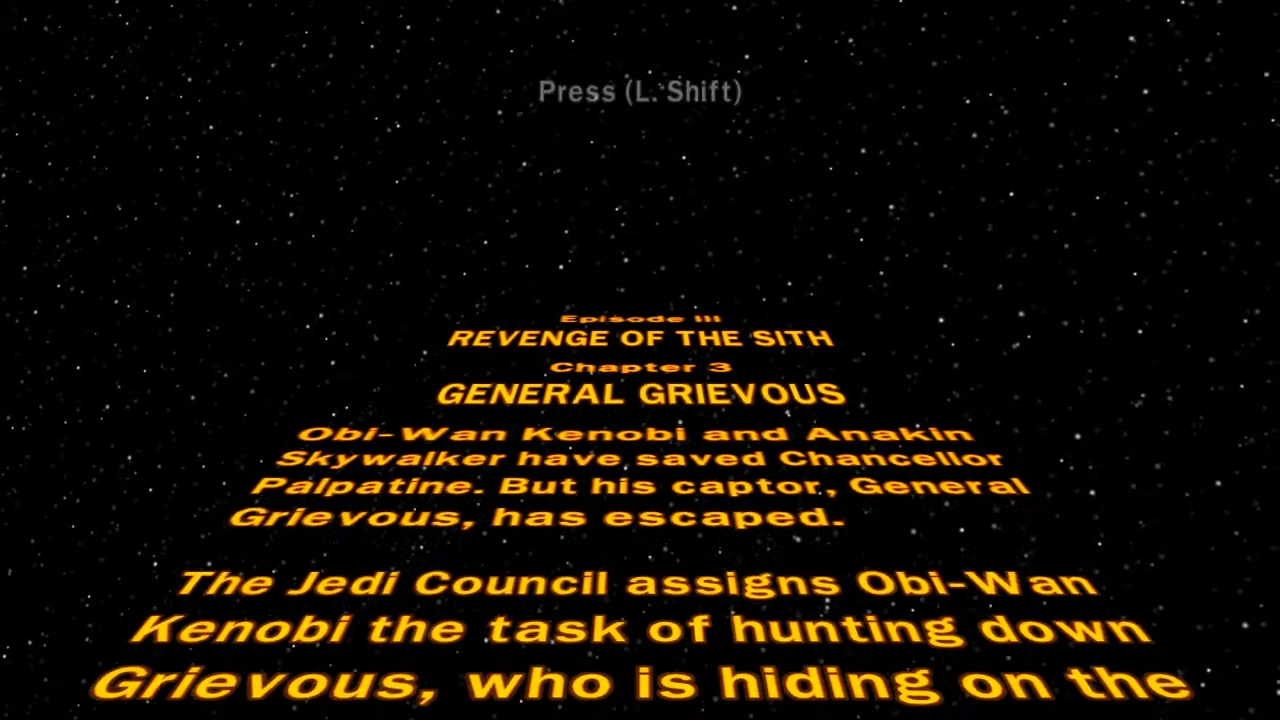 Press (L. Shift)
Episode III
REVENGE OF THE SITH
Chapter 3
GENERAL GRIEVOUS
Obi-Wan Kenobi and Anakin
Skywalker have saved Chancellor
Palpatine. But his captor, General
Grievous, has escaped.
The Jedi Council assigns Obi-Wan
Kenobi the task of hunting down
Grievous, who is hiding on the